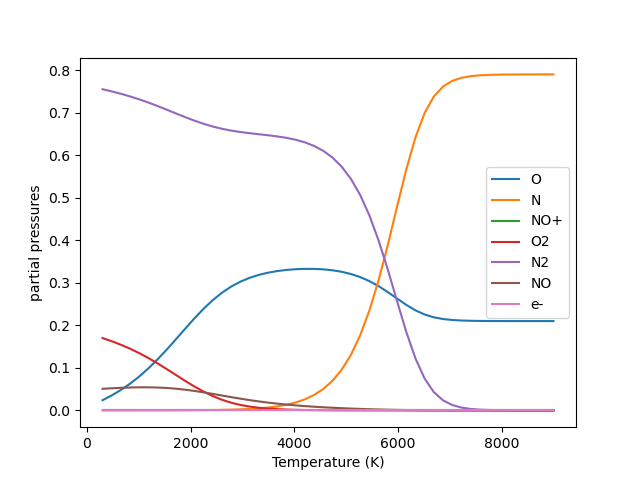 0.8
0.7
0.6
0.5
0.4
0.3
0.2
0.1
0.0
partial pressures
O
N
NO+
O2
N2
NO
e-
0 2000 4000 6000 8000
Temperature (K)